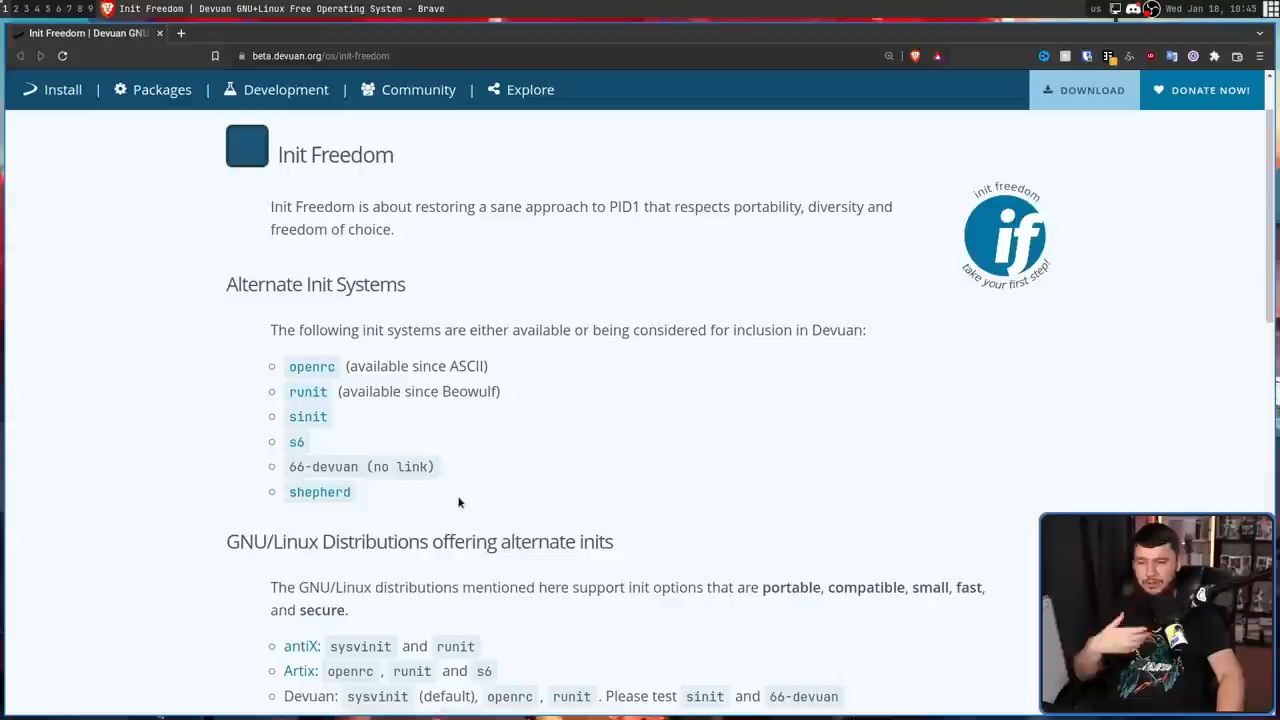 1 2 3 4 5 6 7 8 9 Init Freedom | Devuan GNU+Linux Free Operating System - Brave us Wed Jan 18, 10:45
Init Freedom | Devuan GNU
beta.devuan.org/os/init-freedom
Install | Packages | Development | Community | Explore DOWNLOAD DONATE NOW!
Init Freedom
init freedom
if
take your first step!
Init Freedom is about restoring a sane approach to PID1 that respects portability, diversity and
freedom of choice.
Alternate Init Systems
The following init systems are either available or being considered for inclusion in Devuan:
openrc (available since ASCII)
runit (available since Beowulf)
sinit
s6
66-devuan (no link)
shepherd
GNU/Linux Distributions offering alternate inits
The GNU/Linux distributions mentioned here support init options that are portable, compatible, small, fast,
and secure.
antiX: sysvinit and runit
Artix: openrc , runit and s6
Devuan: sysvinit (default), openrc , runit . Please test sinit and 66-devuan